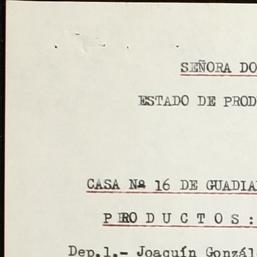 SEÑORA DO
ESTADO DE PROD
CASA Nº 16 DE GUADIA
PRODUCTOS:
Dep.1.- Joaquín Gonzál